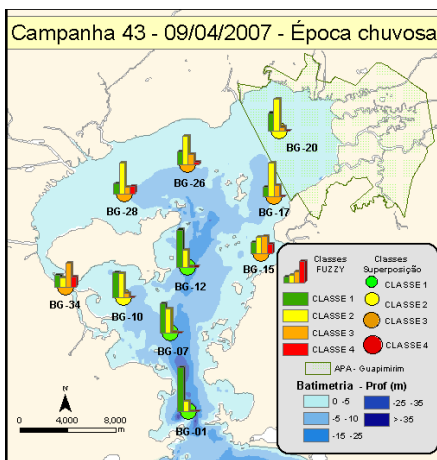 Campanha 43 - 09/04/2007 - Época chuvosa
BG -20
BG -26
BG -28
BG -17
BG -15
BG -12
BG -34
BG -10
BG -07
BG -01
N
0 4,000 8,000
m
Classes
FUZZY
Classes
Superposição
CLASSE 1
CLASSE 2
CLASSE 3
CLASSE 4
CLASSE 1
CLASSE 2
CLASSE 3
CLASSE 4
APA - Guapimirim
Batimetria - Prof (m)
0 -5
-5 -10
-15 -25
-25 -35
>-35